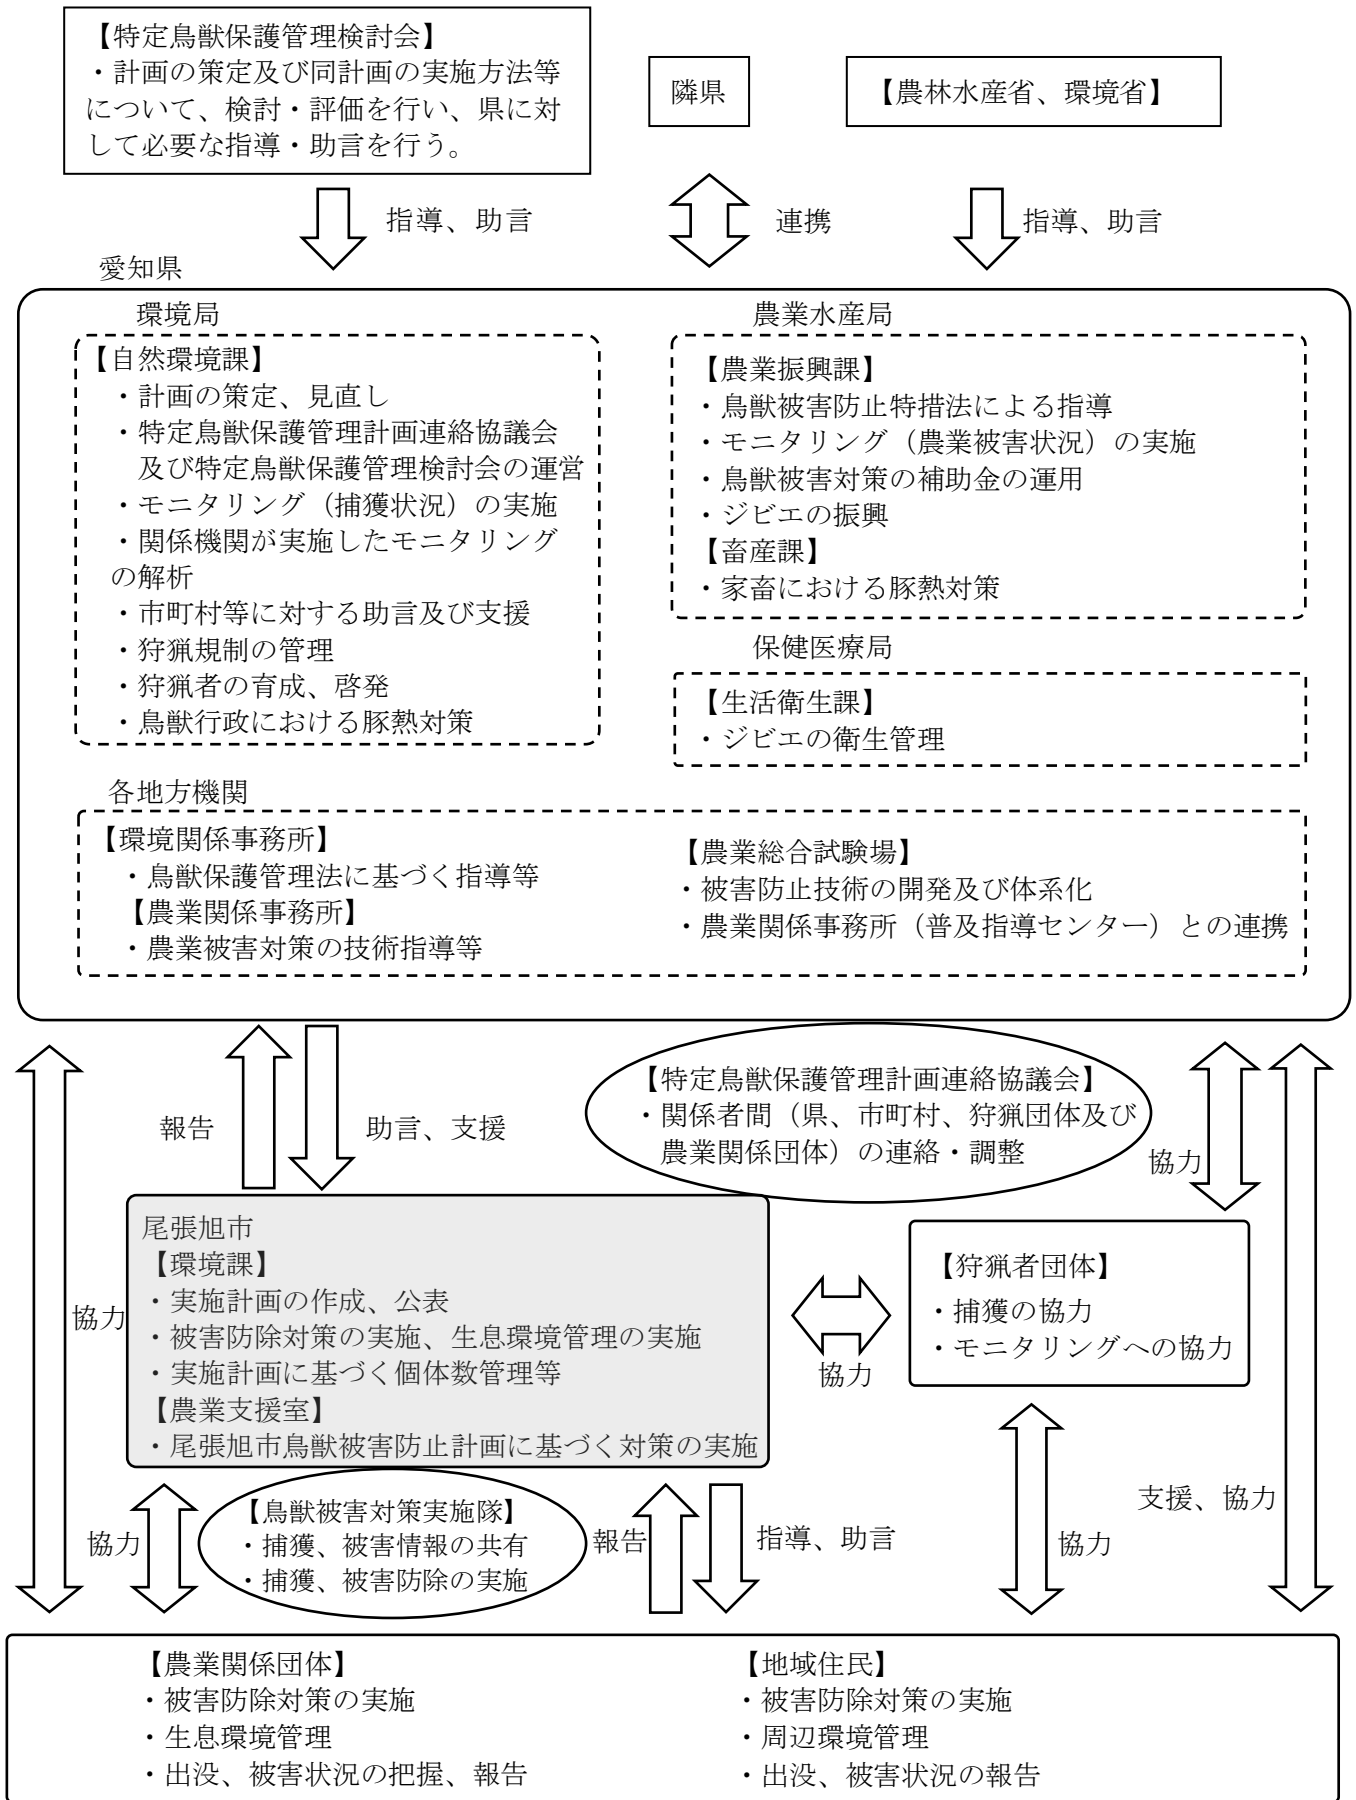 【特定鳥獣保護管理検討会】
・計画の策定及び同計画の実施方法等
について、検討・評価を行い、県に対
して必要な指導・助言を行う。
隣県
【農林水産省、環境省】
指導、助言
連携
指導、助言
愛知県
環境局
【自然環境課】
・計画の策定、見直し
・特定鳥獣保護管理計画連絡協議会
及び特定鳥獣保護管理検討会の運営
・モニタリング（捕獲状況）の実施
・関係機関が実施したモニタリング
の解析
・市町村等に対する助言及び支援
・狩猟規制の管理
・狩猟者の育成、啓発
・鳥獣行政における豚熱対策
農業水産局
【農業振興課】
・鳥獣被害防止特措法による指導
・モニタリング（農業被害状況）の実施
・鳥獣被害対策の補助金の運用
・ジビエの振興
【畜産課】
・家畜における豚熱対策
保健医療局
【生活衛生課】
・ジビエの衛生管理
各地方機関
【環境関係事務所】
・鳥獣保護管理法に基づく指導等
【農業関係事務所】
・農業被害対策の技術指導等
【農業総合試験場】
・被害防止技術の開発及び体系化
・農業関係事務所（普及指導センター）との連携
報告
助言、支援
【特定鳥獣保護管理計画連絡協議会】
・関係者間（県、市町村、狩猟団体及び
農業関係団体）の連絡・調整
協力
尾張旭市
【環境課】
・実施計画の作成、公表
・被害防除対策の実施、生息環境管理の実施
・実施計画に基づく個体数管理等
【農業支援室】
・尾張旭市鳥獣被害防止計画に基づく対策の実施
協力
協力
【狩猟者団体】
・捕獲の協力
・モニタリングへの協力
協力
【鳥獣被害対策実施隊】
・捕獲、被害情報の共有
・捕獲、被害防除の実施
報告
指導、助言
協力
支援、協力
【農業関係団体】
・被害防除対策の実施
・生息環境管理
・出没、被害状況の把握、報告
【地域住民】
・被害防除対策の実施
・周辺環境管理
・出没、被害状況の報告